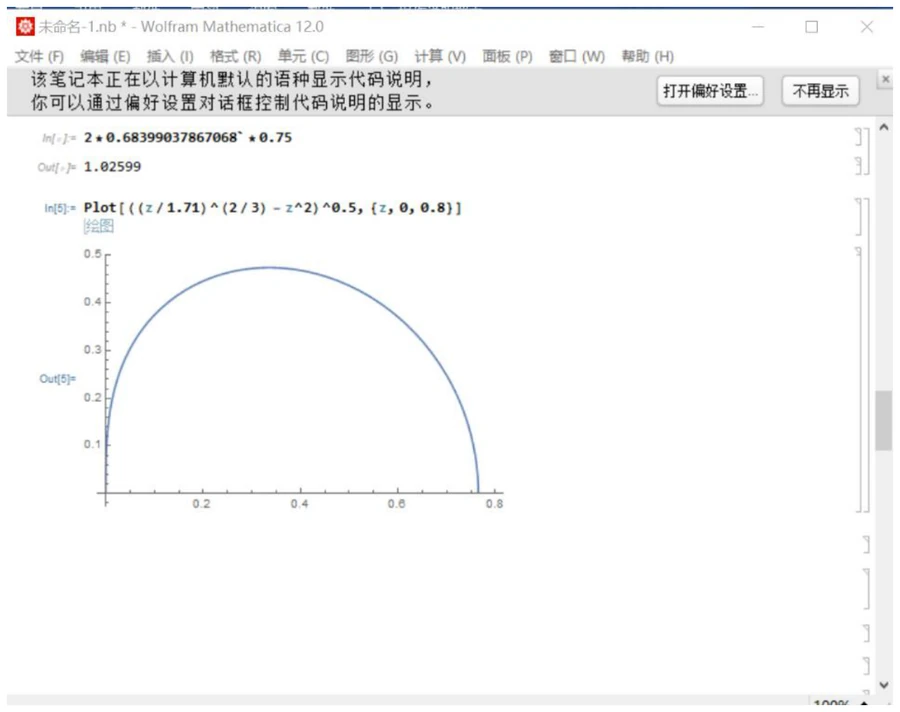 未命名-1.nb * - Wolfram Mathematica 12.0
文件 (F) 编辑 (E) 插入 (I) 格式 (R) 单元 (C) 图形 (G) 计算 (V) 面板 (P) 窗口 (W) 帮助 (H)
该笔记本正在以计算机默认的语种显示代码说明，
你可以通过偏好设置对话框控制代码说明的显示。
打开偏好设置... 不再显示
In[ ]:= 2*0.68399037867068`*0.75
Out[ ]= 1.02599
In[5]:= Plot[((z/1.71)^(2/3) - z^2)^0.5, {z, 0, 0.8}]
绘图
0.5
0.4
0.3
Out[5]=
0.2
0.1
0.2 0.4 0.6 0.8
100%